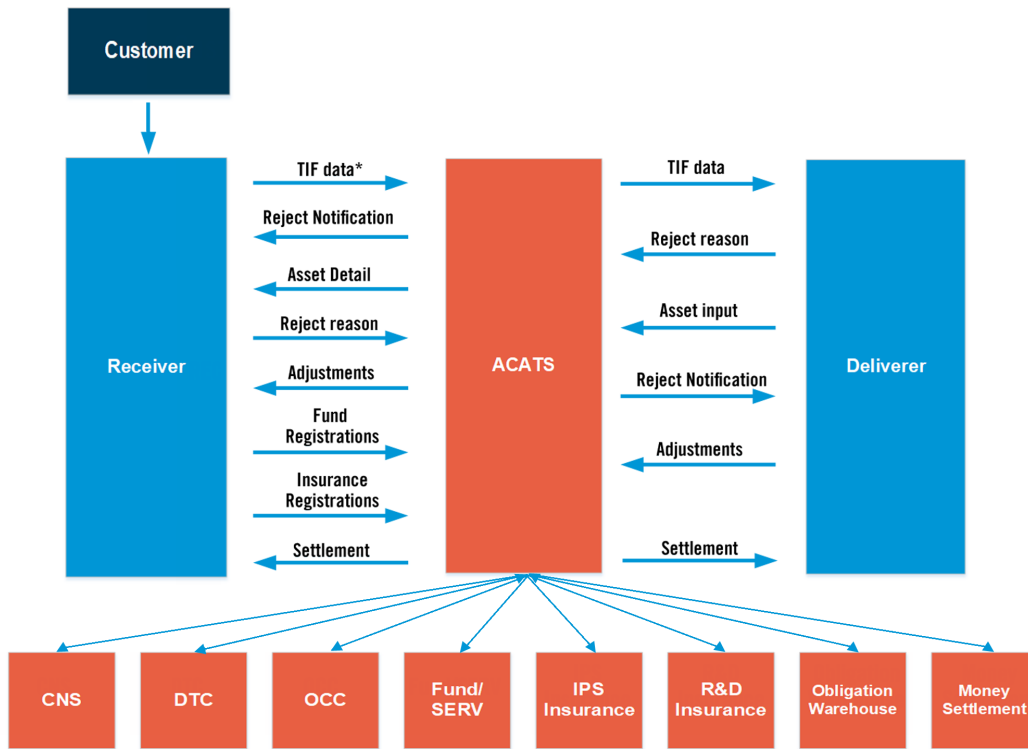 Customer
Receiver
TIF data*
Reject Notification
Asset Detail
Reject reason
Adjustments
Fund
Registrations
Insurance
Registrations
Settlement
ACATS
TIF data
Reject reason
Asset input
Reject Notification
Adjustments
Settlement
Deliverer
CNS
DTC
OCC
Fund/
SERV
IPS
Insurance
R&D
Insurance
Obligation
Warehouse
Money
Settlement